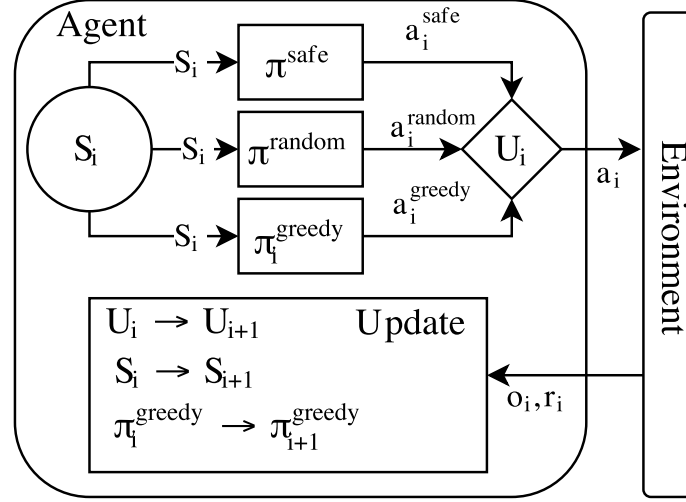 Agent
S_i
S_i
π^safe
a_i^safe
S_i
π^random
a_i^random
S_i
π_i^greedy
a_i^greedy
U_i
a_i
Environment
Update
U_i → U_{i+1}
S_i → S_{i+1}
π_i^greedy → π_{i+1}^greedy
o_i, r_i